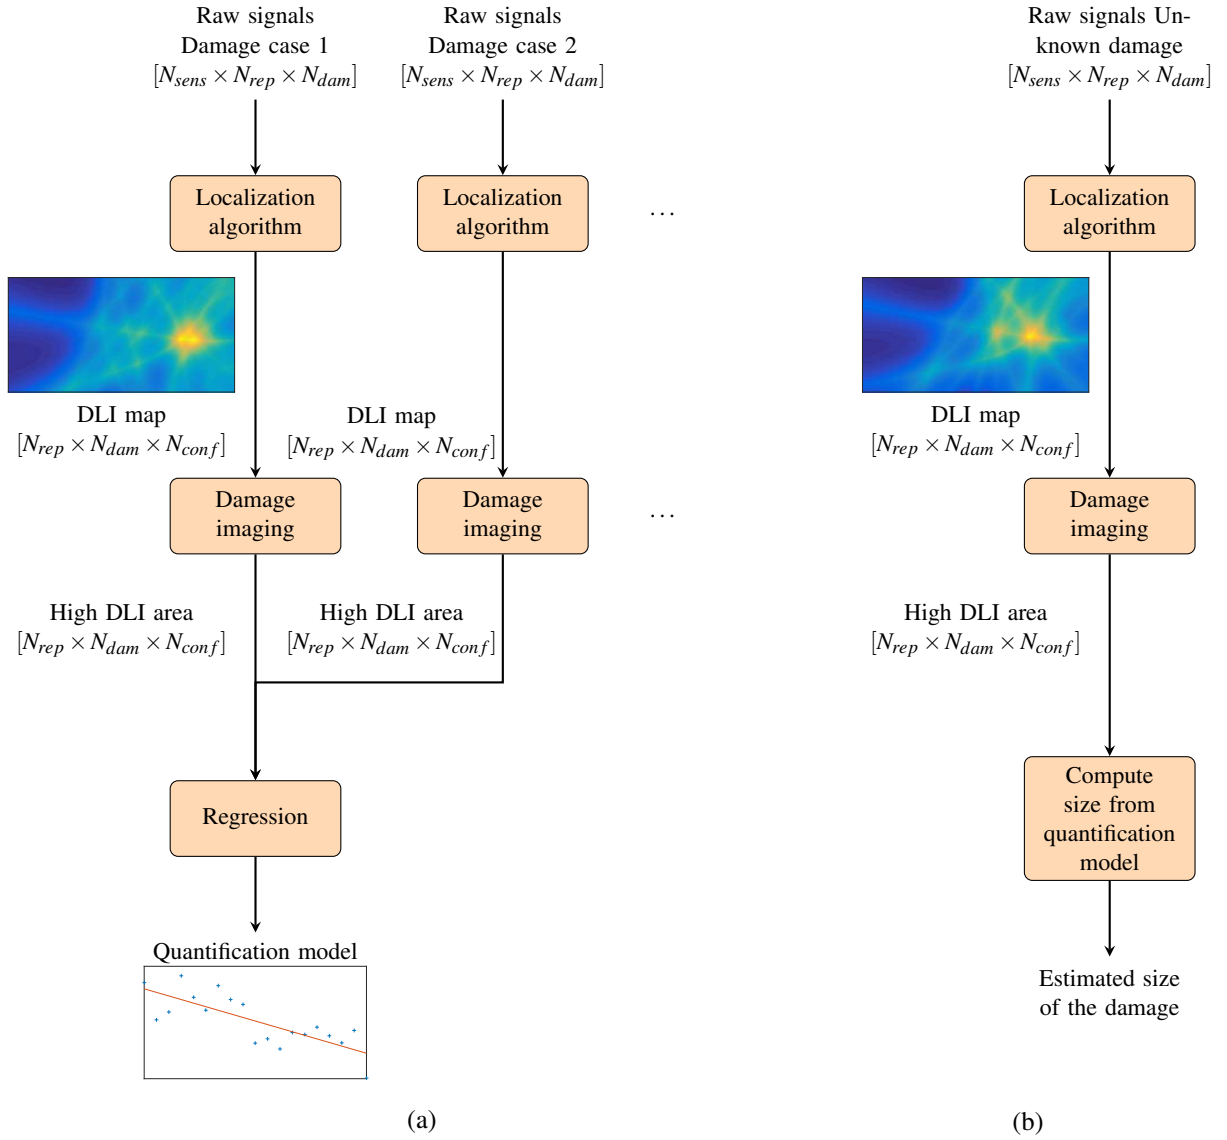 Raw signals
Damage case 1
[N_sens × N_rep × N_dam]
Raw signals
Damage case 2
[N_sens × N_rep × N_dam]
Localization
algorithm
Localization
algorithm
...
DLI map
[N_rep × N_dam × N_conf]
DLI map
[N_rep × N_dam × N_conf]
Damage
imaging
Damage
imaging
...
High DLI area
[N_rep × N_dam × N_conf]
High DLI area
[N_rep × N_dam × N_conf]
Regression
Quantification model
(a)
Raw signals Un-
known damage
[N_sens × N_rep × N_dam]
Localization
algorithm
DLI map
[N_rep × N_dam × N_conf]
Damage
imaging
High DLI area
[N_rep × N_dam × N_conf]
Compute
size from
quantification
model
Estimated size
of the damage
(b)